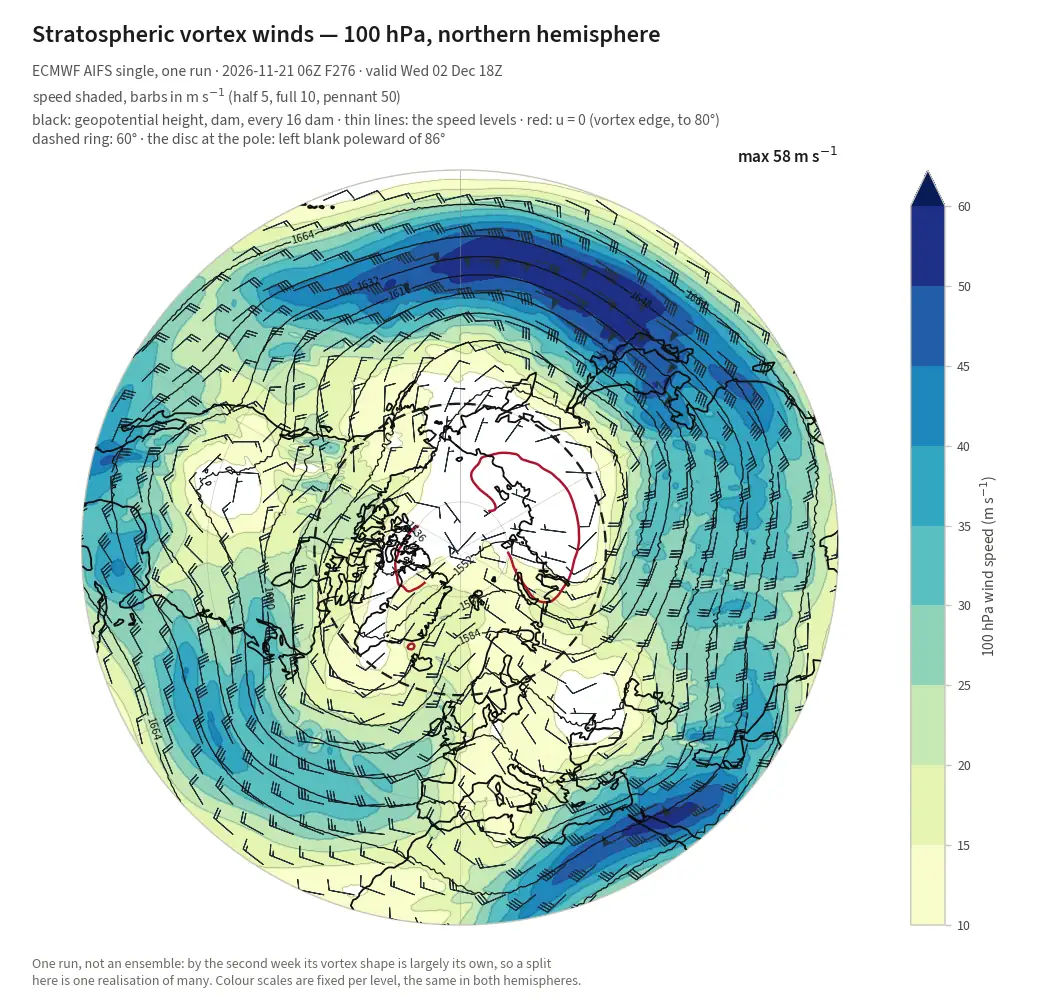 Stratospheric vortex winds — 100 hPa, northern hemisphere
ECMWF AIFS single, one run · 2026-11-21 06Z F276 · valid Wed 02 Dec 18Z
speed shaded, barbs in m s⁻¹ (half 5, full 10, pennant 50)
black: geopotential height, dam, every 16 dam · thin lines: the speed levels · red: u = 0 (vortex edge, to 80°)
dashed ring: 60° · the disc at the pole: left blank poleward of 86°
max 58 m s⁻¹
1664
1632
1584
1664
60
50
45
40
35
30
25
20
15
10
100 hPa wind speed (m s⁻¹)
One run, not an ensemble: by the second week its vortex shape is largely its own, so a split
here is one realisation of many. Colour scales are fixed per level, the same in both hemispheres.